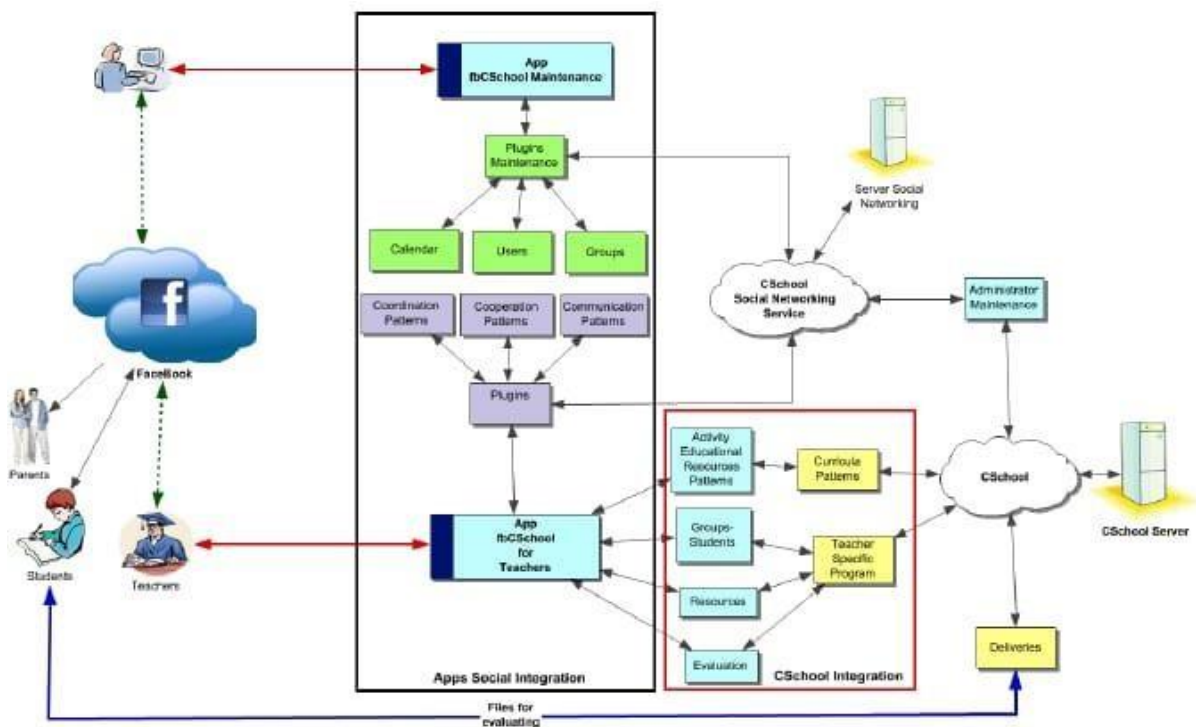 App
fbCSchool Maintenance
Plugins
Maintenance
Calendar
Users
Groups
Coordination
Patterns
Cooperation
Patterns
Communication
Patterns
Plugins
App
fbCSchool
for
Teachers
Apps Social Integration
f
FaceBook
Parents
Students
Teachers
Server Social
Networking
CSchool
Social Networking
Service
Administrator
Maintenance
Activity
Educational
Resources
Patterns
Curricula
Patterns
Groups-
Students
Teacher
Specific
Program
Resources
Evaluation
CSchool Integration
CSchool
CSchool Server
Deliveries
Files for
evaluating